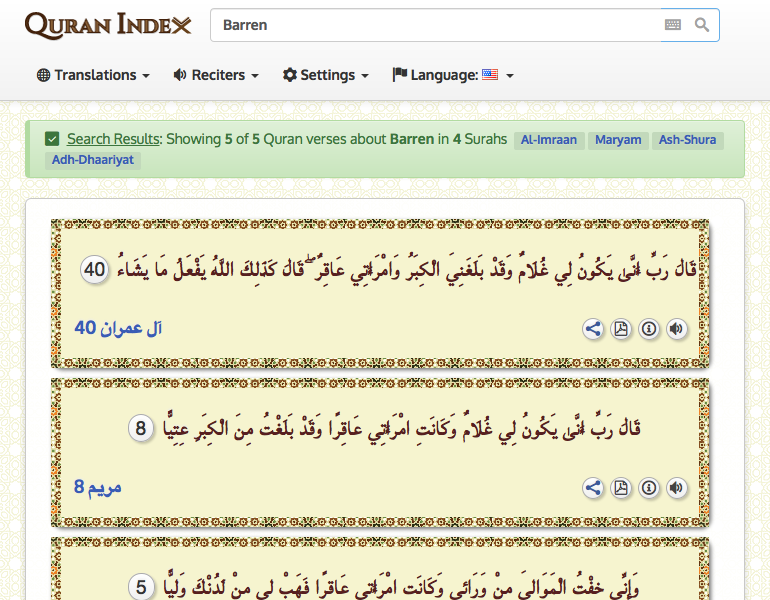 QURAN INDEX
Barren
Translations Reciters Settings Language:
Search Results: Showing 5 of 5 Quran verses about Barren in 4 Surahs Al-Imraan Maryam Ash-Shura
Adh-Dhaariyat
قَالَ رَبِّ أَنَّىٰ يَكُونُ لِي غُلَامٌ وَقَدْ بَلَغَنِيَ الْكِبَرُ وَامْرَأَتِي عَاقِرٌ ۖ قَالَ كَذَٰلِكَ اللَّهُ يَفْعَلُ مَا يَشَاءُ 40
آل عمران 40
قَالَ رَبِّ أَنَّىٰ يَكُونُ لِي غُلَامٌ وَكَانَتِ امْرَأَتِي عَاقِرًا وَقَدْ بَلَغْتُ مِنَ الْكِبَرِ عِتِيًّا 8
مريم 8
وَإِنِّي خِفْتُ الْمَوَالِيَ مِنْ وَرَائِي وَكَانَتِ امْرَأَتِي عَاقِرًا فَهَبْ لِي مِنْ لَدُنْكَ وَلِيًّا 5